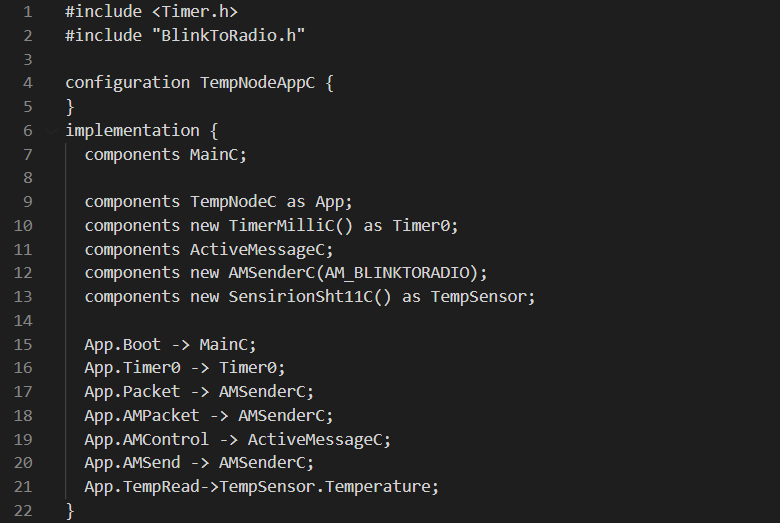 1 #include <Timer.h>
2 #include "BlinkToRadio.h"
3
4 configuration TempNodeAppC {
5 }
6 implementation {
7 components MainC;
8
9 components TempNodeC as App;
10 components new TimerMilliC() as Timer0;
11 components ActiveMessageC;
12 components new AMSenderC(AM_BLINKTORADIO);
13 components new SensirionSht11C() as TempSensor;
14
15 App.Boot -> MainC;
16 App.Timer0 -> Timer0;
17 App.Packet -> AMSenderC;
18 App.AMPacket -> AMSenderC;
19 App.AMControl -> ActiveMessageC;
20 App.AMSend -> AMSenderC;
21 App.TempRead->TempSensor.Temperature;
22 }